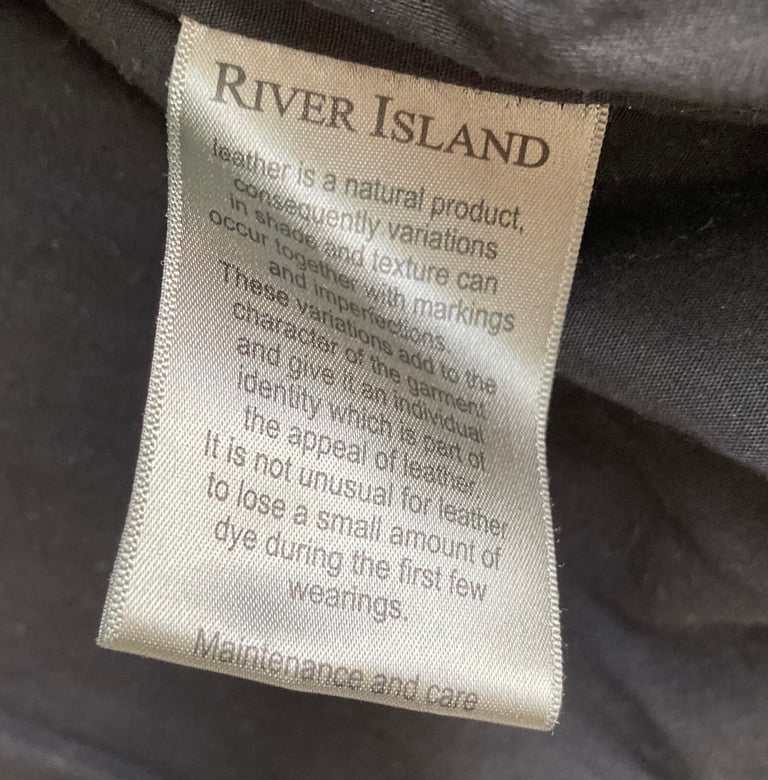 RIVER ISLAND
leather is a natural product,
consequently variations
in shade and texture can
occur together with markings
and imperfections.
These variations add to the
character of the garment
and give it an individual
identity which is part of
the appeal of leather.
It is not unusual for leather
to lose a small amount of
dye during the first few
wearings.
Maintenance and care